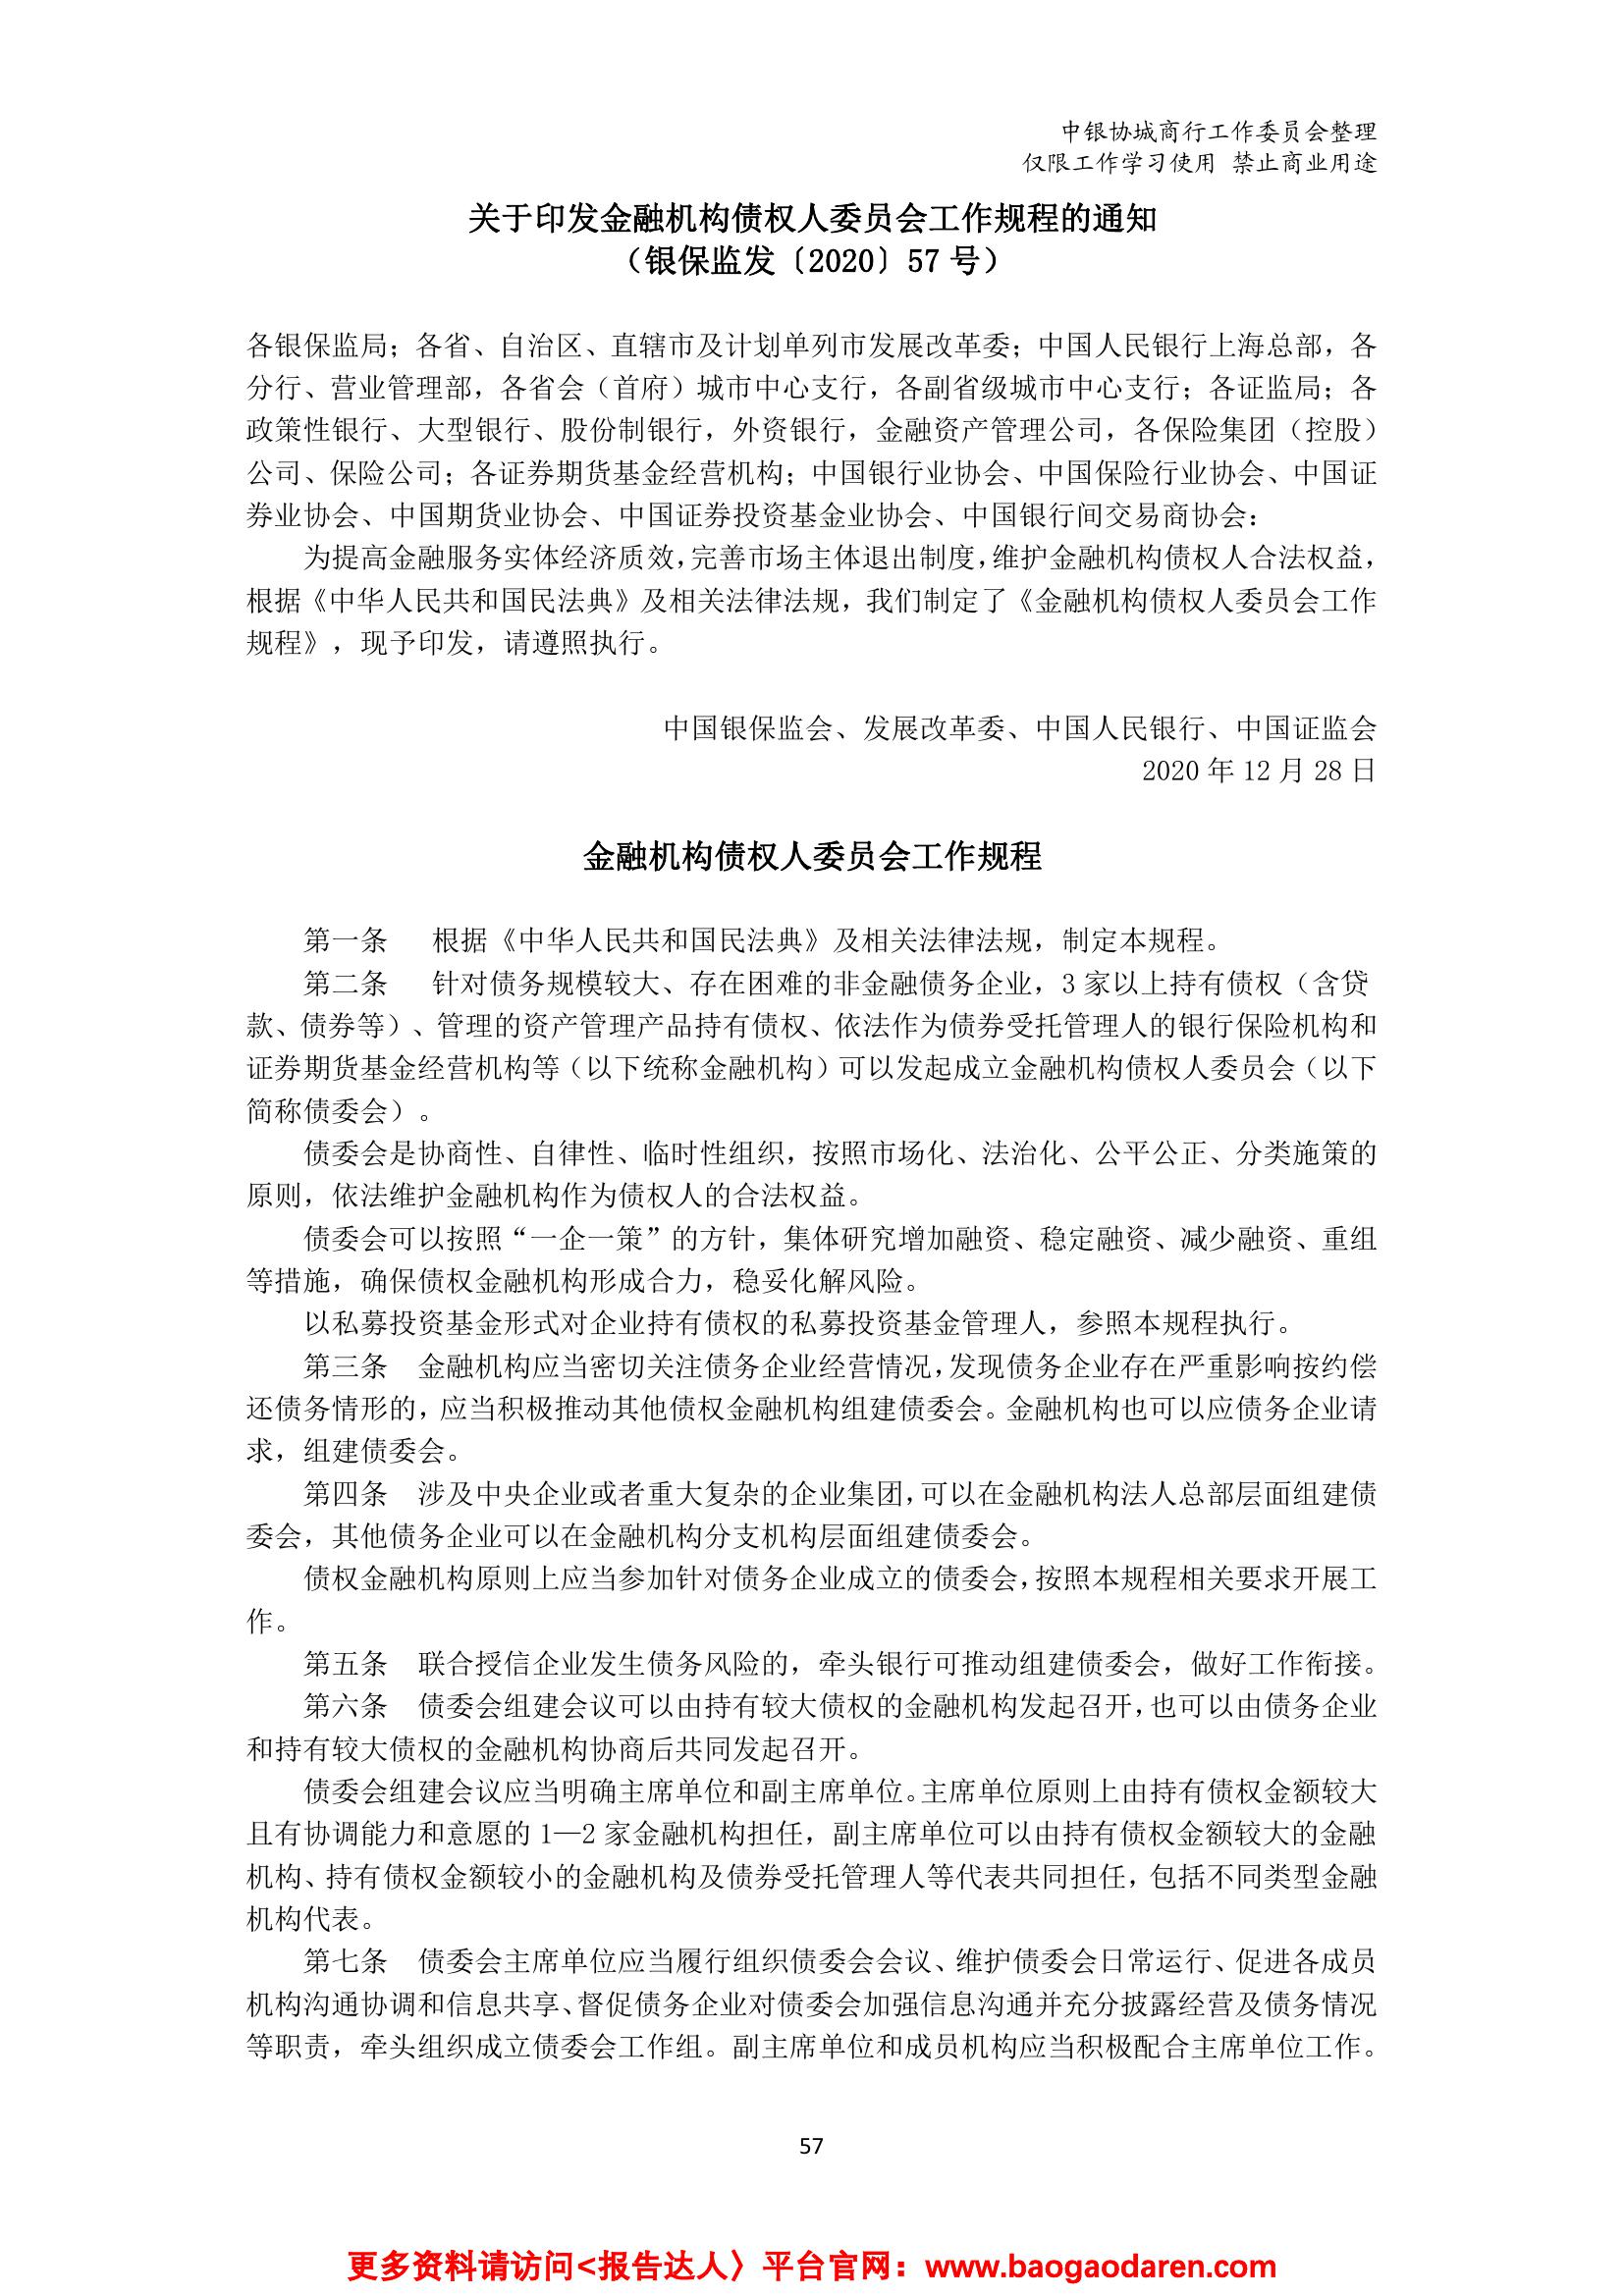 中银协城商行工作委员会整理
仅限工作学习使用 禁止商业用途
关于印发金融机构债权人委员会工作规程的通知
（银保监发〔2020〕57 号）
各银保监局；各省、自治区、直辖市及计划单列市发展改革委；中国人民银行上海总部，各
分行、营业管理部，各省会（首府）城市中心支行，各副省级城市中心支行；各证监局；各
政策性银行、大型银行、股份制银行，外资银行，金融资产管理公司，各保险集团（控股）
公司、保险公司；各证券期货基金经营机构；中国银行业协会、中国保险行业协会、中国证
券业协会、中国期货业协会、中国证券投资基金业协会、中国银行间交易商协会：
为提高金融服务实体经济质效，完善市场主体退出制度，维护金融机构债权人合法权益，
根据《中华人民共和国民法典》及相关法律法规，我们制定了《金融机构债权人委员会工作
规程》，现予印发，请遵照执行。
中国银保监会、发展改革委、中国人民银行、中国证监会
2020 年 12 月 28 日
金融机构债权人委员会工作规程
第一条 根据《中华人民共和国民法典》及相关法律法规，制定本规程。
第二条 针对债务规模较大、存在困难的非金融债务企业，3 家以上持有债权（含贷
款、债券等）、管理的资产管理产品持有债权、依法作为债券受托管理人的银行保险机构和
证券期货基金经营机构等（以下统称金融机构）可以发起成立金融机构债权人委员会（以下
简称债委会）。
债委会是协商性、自律性、临时性组织，按照市场化、法治化、公平公正、分类施策的
原则，依法维护金融机构作为债权人的合法权益。
债委会可以按照“一企一策”的方针，集体研究增加融资、稳定融资、减少融资、重组
等措施，确保债权金融机构形成合力，稳妥化解风险。
以私募投资基金形式对企业持有债权的私募投资基金管理人，参照本规程执行。
第三条 金融机构应当密切关注债务企业经营情况，发现债务企业存在严重影响按约偿
还债务情形的，应当积极推动其他债权金融机构组建债委会。金融机构也可以应债务企业请
求，组建债委会。
第四条 涉及中央企业或者重大复杂的企业集团，可以在金融机构法人总部层面组建债
委会，其他债务企业可以在金融机构分支机构层面组建债委会。
债权金融机构原则上应当参加针对债务企业成立的债委会，按照本规程相关要求开展工
作。
第五条 联合授信企业发生债务风险的，牵头银行可推动组建债委会，做好工作衔接。
第六条 债委会组建会议可以由持有较大债权的金融机构发起召开，也可以由债务企业
和持有较大债权的金融机构协商后共同发起召开。
债委会组建会议应当明确主席单位和副主席单位。主席单位原则上由持有债权金额较大
且有协调能力和意愿的 1—2 家金融机构担任，副主席单位可以由持有债权金额较大的金融
机构、持有债权金额较小的金融机构及债券受托管理人等代表共同担任，包括不同类型金融
机构代表。
第七条 债委会主席单位应当履行组织债委会会议、维护债委会日常运行、促进各成员
机构沟通协调和信息共享、督促债务企业对债委会加强信息沟通并充分披露经营及债务情况
等职责，牵头组织成立债委会工作组。副主席单位和成员机构应当积极配合主席单位工作。
57
更多资料请访问<报告达人〉平台官网：www.baogaodaren.com